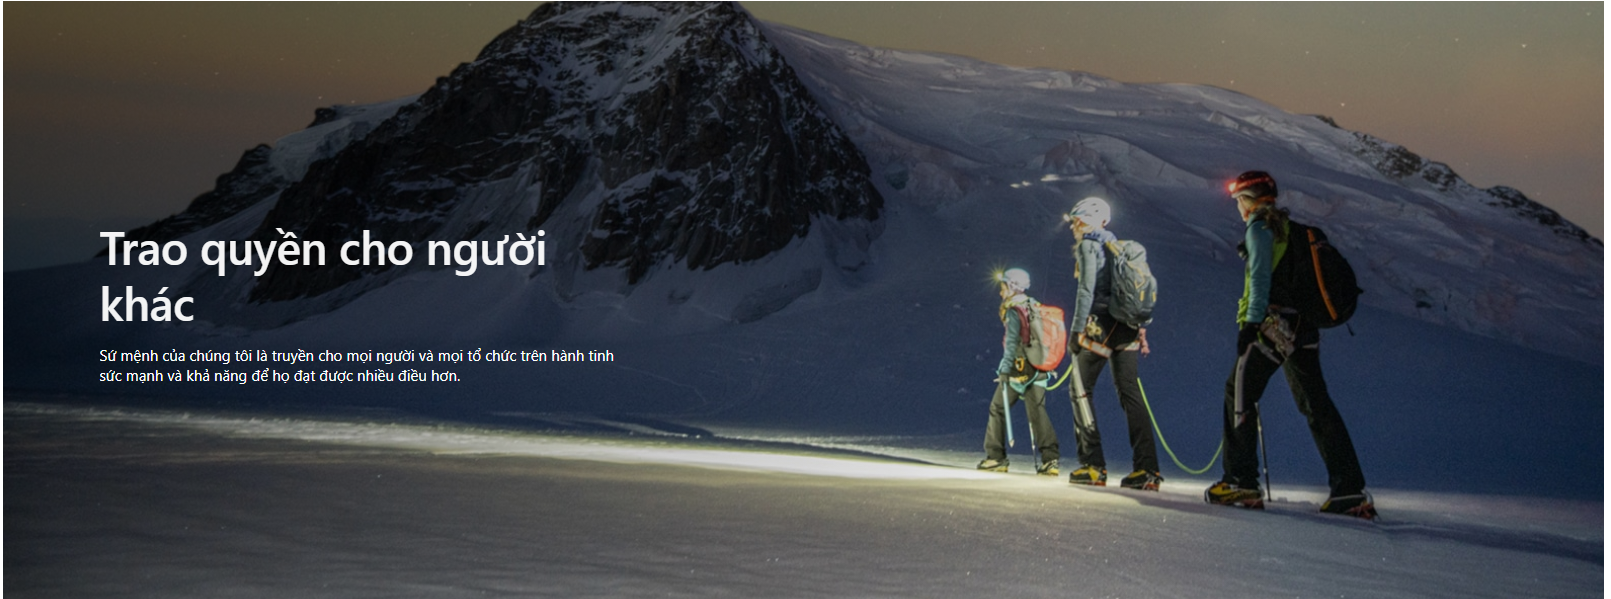 Trao quyền cho người
khác
Sứ mệnh của chúng tôi là truyền cho mọi người và mọi tổ chức trên hành tinh
sức mạnh và khả năng để họ đạt được nhiều điều hơn.